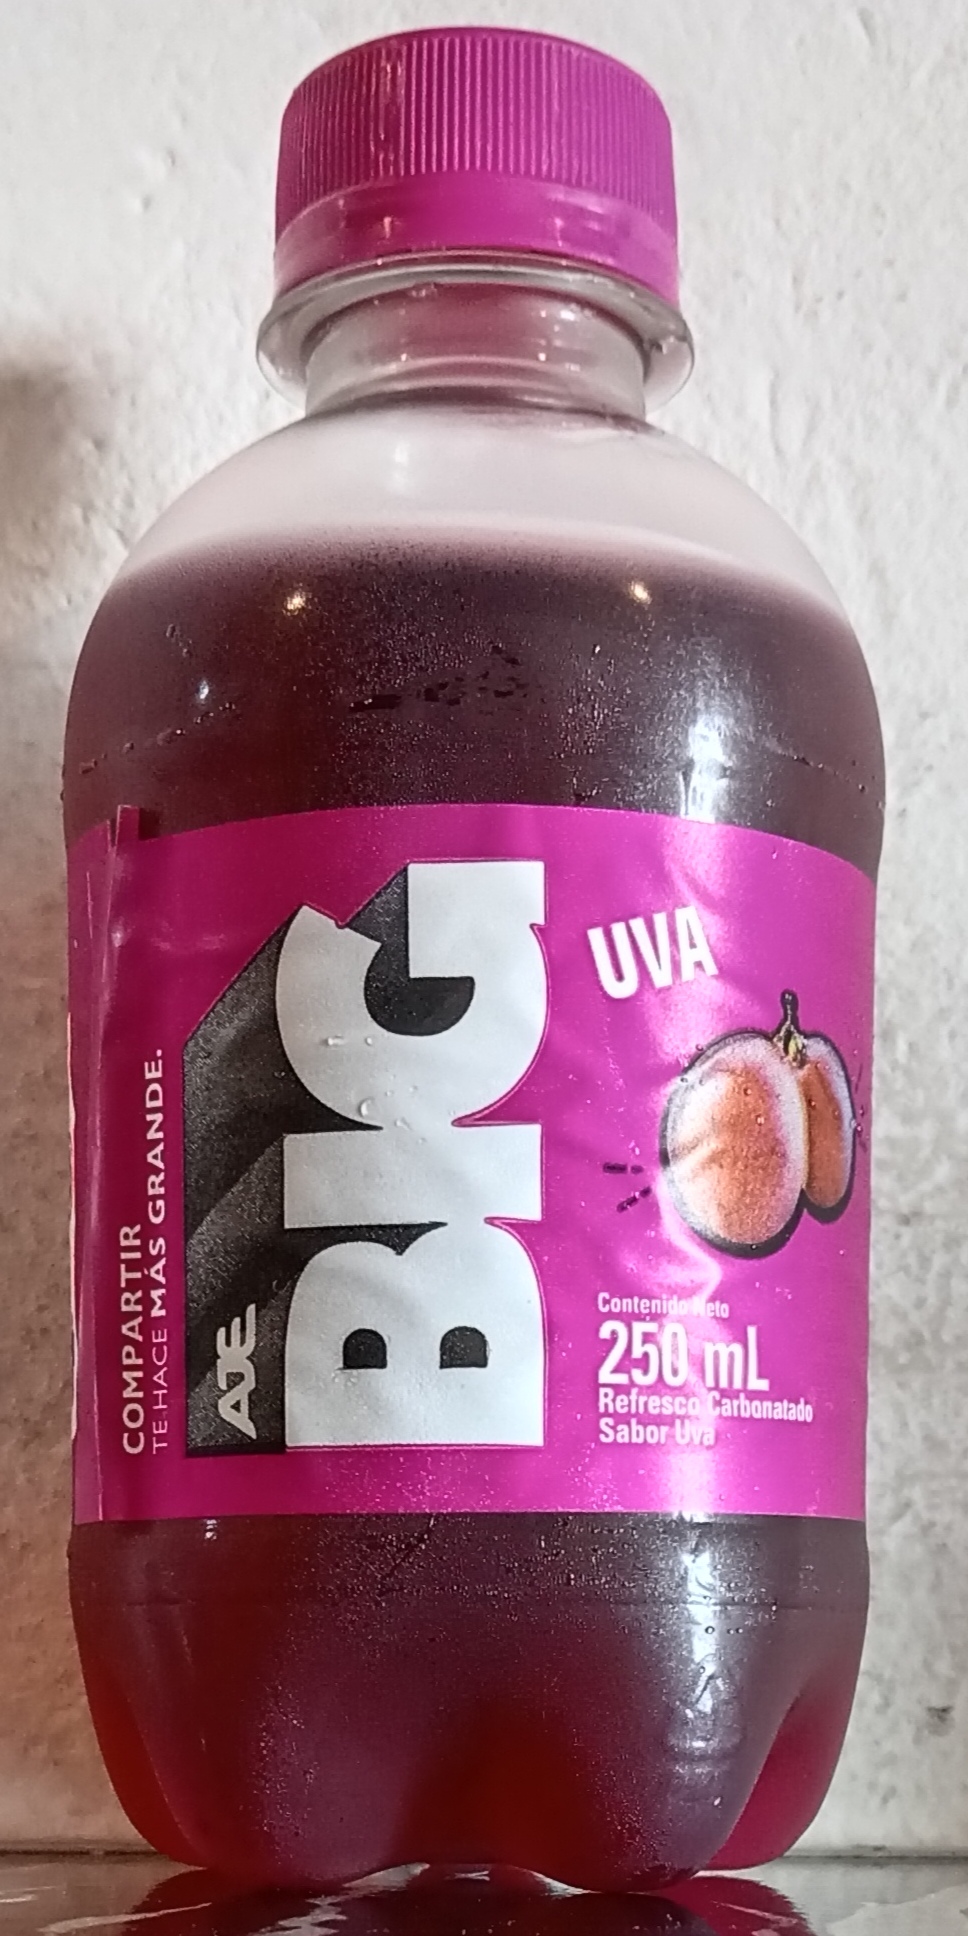 COMPARTIR
TE HACE MÁS GRANDE.
AJE
BIG
UVA
Contenido Neto
250 mL
Refresco Carbonatado
Sabor Uva